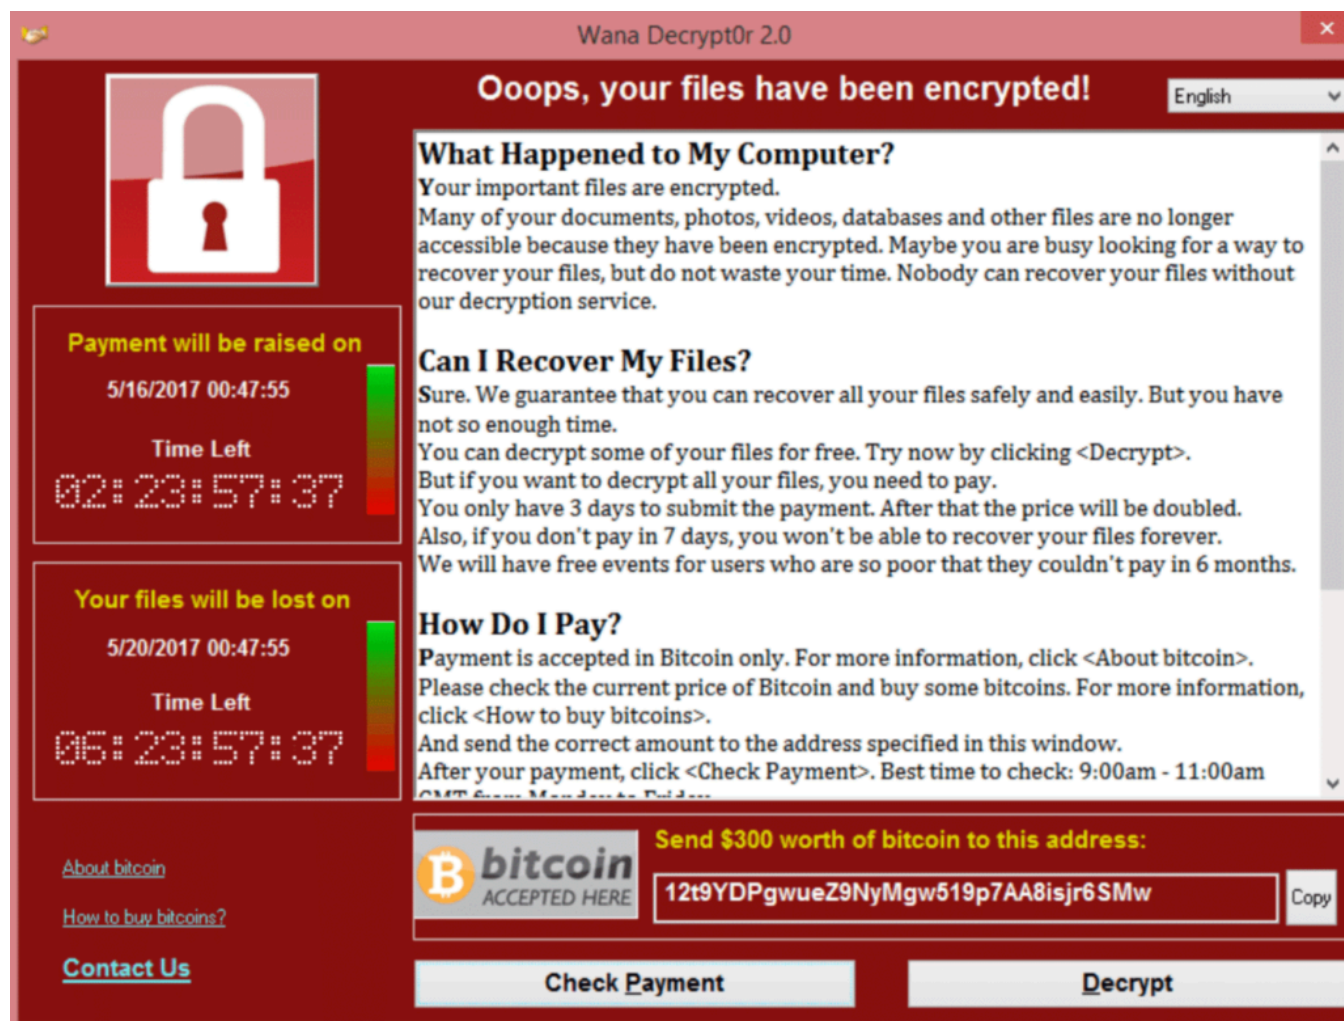 Wana Decrypt0r 2.0
Ooops, your files have been encrypted!
English
Payment will be raised on
5/16/2017 00:47:55
Time Left
02:23:57:37
Your files will be lost on
5/20/2017 00:47:55
Time Left
06:23:57:37
About bitcoin
How to buy bitcoins?
Contact Us
What Happened to My Computer?
Your important files are encrypted.
Many of your documents, photos, videos, databases and other files are no longer
accessible because they have been encrypted. Maybe you are busy looking for a way to
recover your files, but do not waste your time. Nobody can recover your files without
our decryption service.
Can I Recover My Files?
Sure. We guarantee that you can recover all your files safely and easily. But you have
not so enough time.
You can decrypt some of your files for free. Try now by clicking <Decrypt>.
But if you want to decrypt all your files, you need to pay.
You only have 3 days to submit the payment. After that the price will be doubled.
Also, if you don't pay in 7 days, you won't be able to recover your files forever.
We will have free events for users who are so poor that they couldn't pay in 6 months.
How Do I Pay?
Payment is accepted in Bitcoin only. For more information, click <About bitcoin>.
Please check the current price of Bitcoin and buy some bitcoins. For more information,
click <How to buy bitcoins>.
And send the correct amount to the address specified in this window.
After your payment, click <Check Payment>. Best time to check: 9:00am - 11:00am
GMT from Monday to Friday
bitcoin
ACCEPTED HERE
Send $300 worth of bitcoin to this address:
12t9YDPgwueZ9NyMgw519p7AA8isjr6SMw
Copy
Check Payment
Decrypt